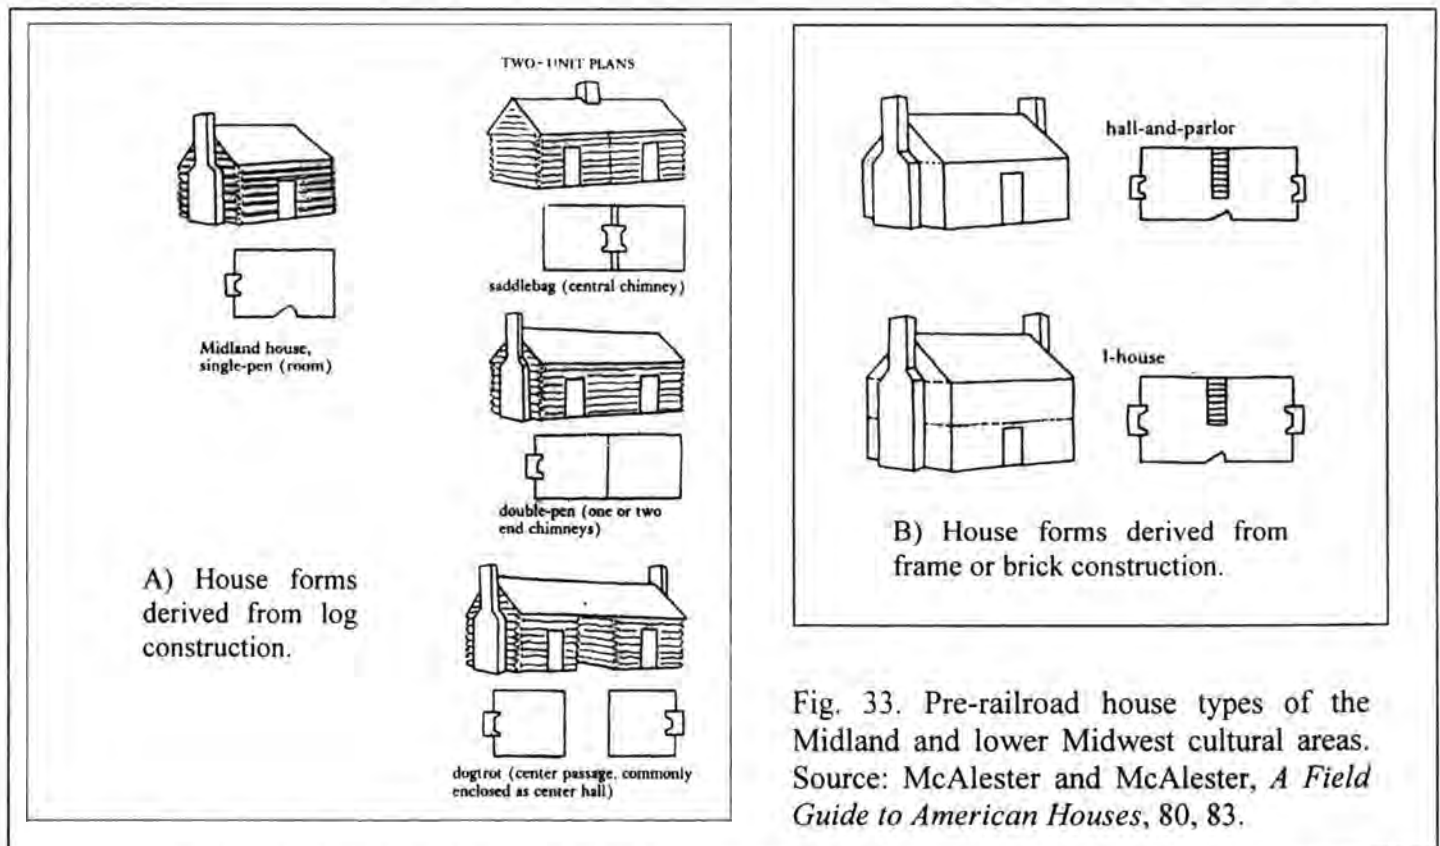 TWO-UNIT PLANS
Midland house,
single-pen (room)
saddlebag (central chimney)
double-pen (one or two
end chimneys)
A) House forms
derived from log
construction.
dogtrot (center passage, commonly
enclosed as center hall)
hall-and-parlor
I-house
B) House forms derived from
frame or brick construction.
Fig. 33. Pre-railroad house types of the
Midland and lower Midwest cultural areas.
Source: McAlester and McAlester, A Field
Guide to American Houses, 80, 83.